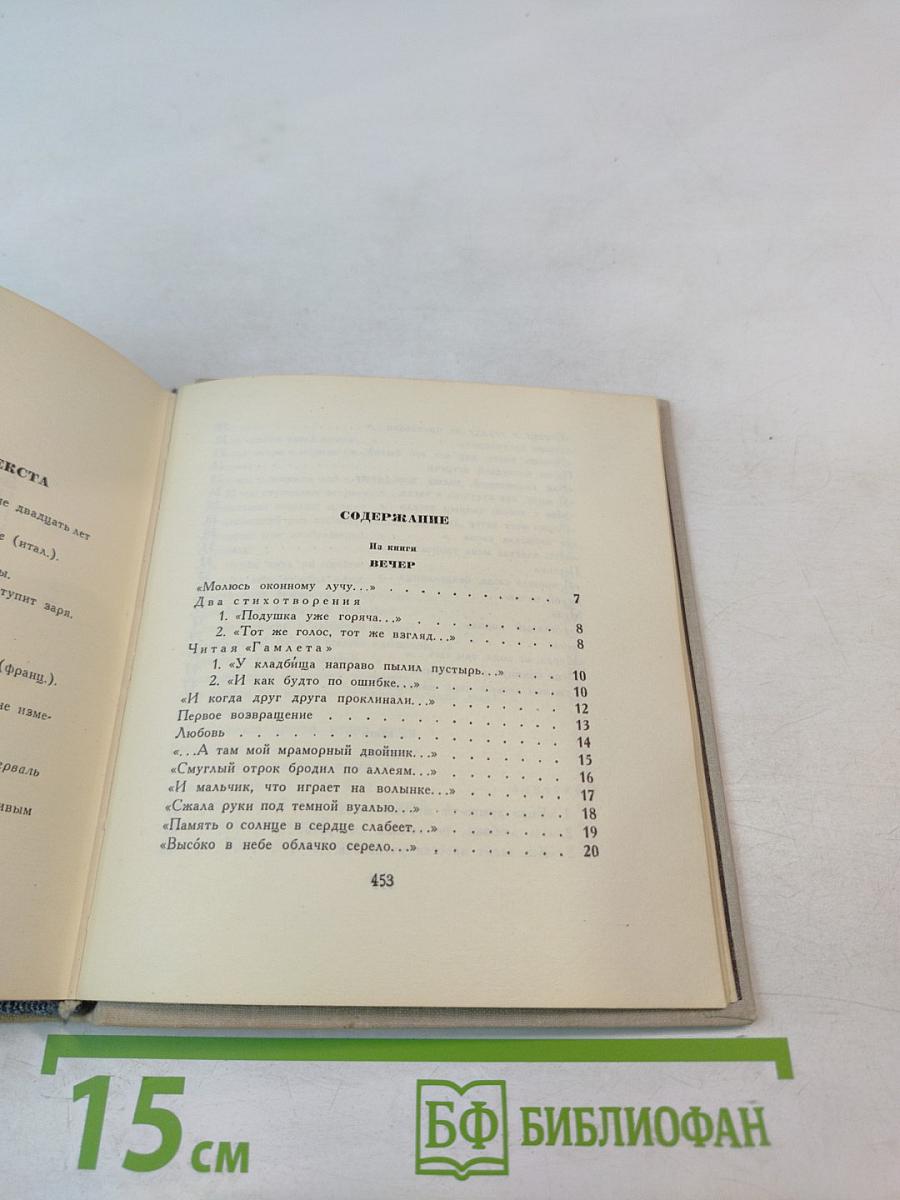 ЕКСТА
е двадцать лет
е (итал.).
ы.
тупит заря.
(франц.).
не изме-
ерваль
ивым
СОДЕРЖАНИЕ
Из книги
ВЕЧЕР
«Молюсь оконному лучу...» . . . . . . . . . . . 7
Два стихотворения
1. «Подушка уже горяча...» . . . . . . . . . 8
2. «Тот же голос, тот же взгляд...» . . . . . . 8
Читая «Гамлета»
1. «У кладби́ща направо пылил пустырь...» . . . 10
2. «И как будто по ошибке...» . . . . . . . . 10
«И когда друг друга проклинали...» . . . . . . . 12
Первое возвращение . . . . . . . . . . . . . 13
Любовь . . . . . . . . . . . . . . . . . 14
«...А там мой мраморный двойник...» . . . . . . . 15
«Смуглый отрок бродил по аллеям...» . . . . . . . 16
«И мальчик, что играет на волынке...» . . . . . . 17
«Сжала руки под темной вуалью...» . . . . . . . . 18
«Память о солнце в сердце слабеет...» . . . . . . . 19
«Высо́ко в небе облачко серело...» . . . . . . . . 20
453
15 см
БФ БИБЛИОФАН